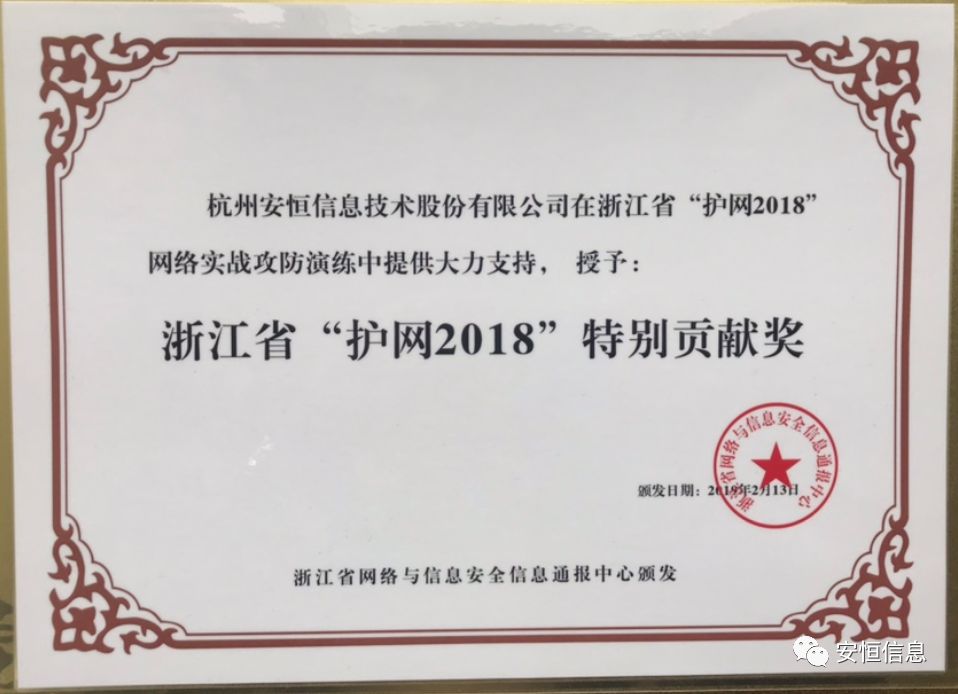 杭州安恒信息技术股份有限公司在浙江省“护网2018”
网络实战攻防演练中提供大力支持， 授予：
浙江省“护网2018”特别贡献奖
浙江省网络与信息安全信息通报中心
颁发日期：2019年2月13日
浙江省网络与信息安全信息通报中心颁发
安恒信息